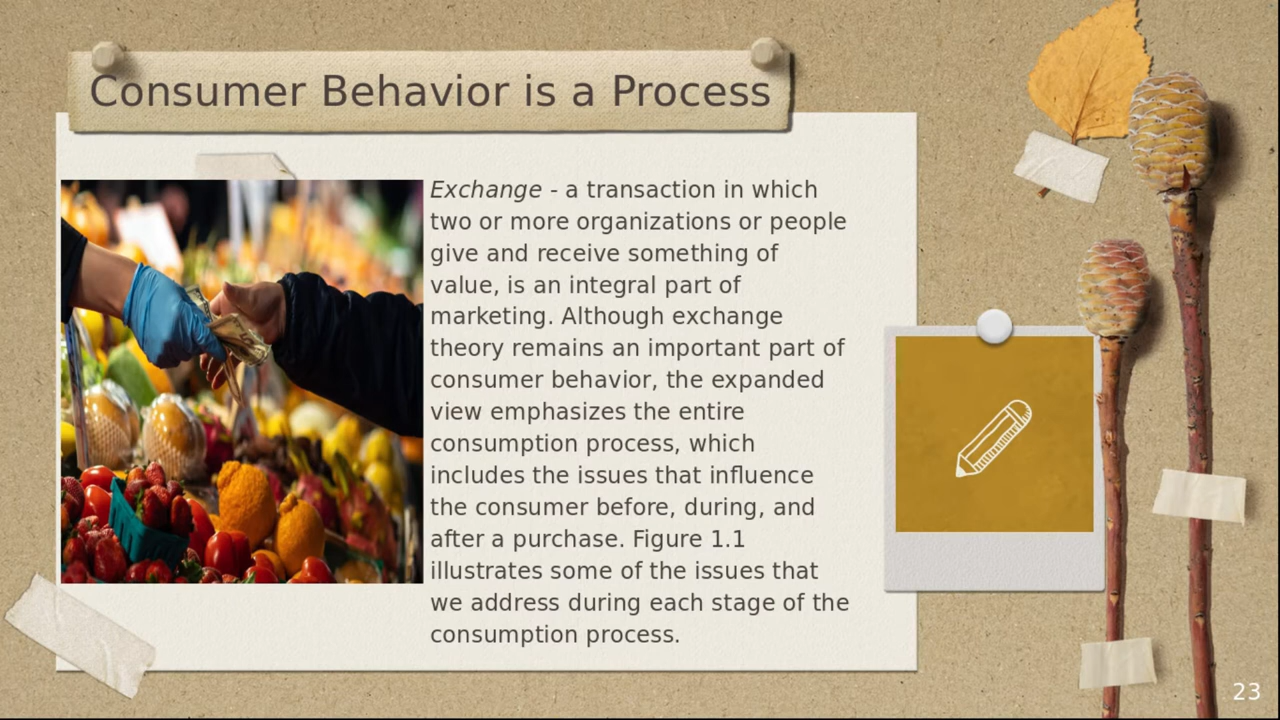 Consumer Behavior is a Process
Exchange - a transaction in which
two or more organizations or people
give and receive something of
value, is an integral part of
marketing. Although exchange
theory remains an important part of
consumer behavior, the expanded
view emphasizes the entire
consumption process, which
includes the issues that influence
the consumer before, during, and
after a purchase. Figure 1.1
illustrates some of the issues that
we address during each stage of the
consumption process.
23